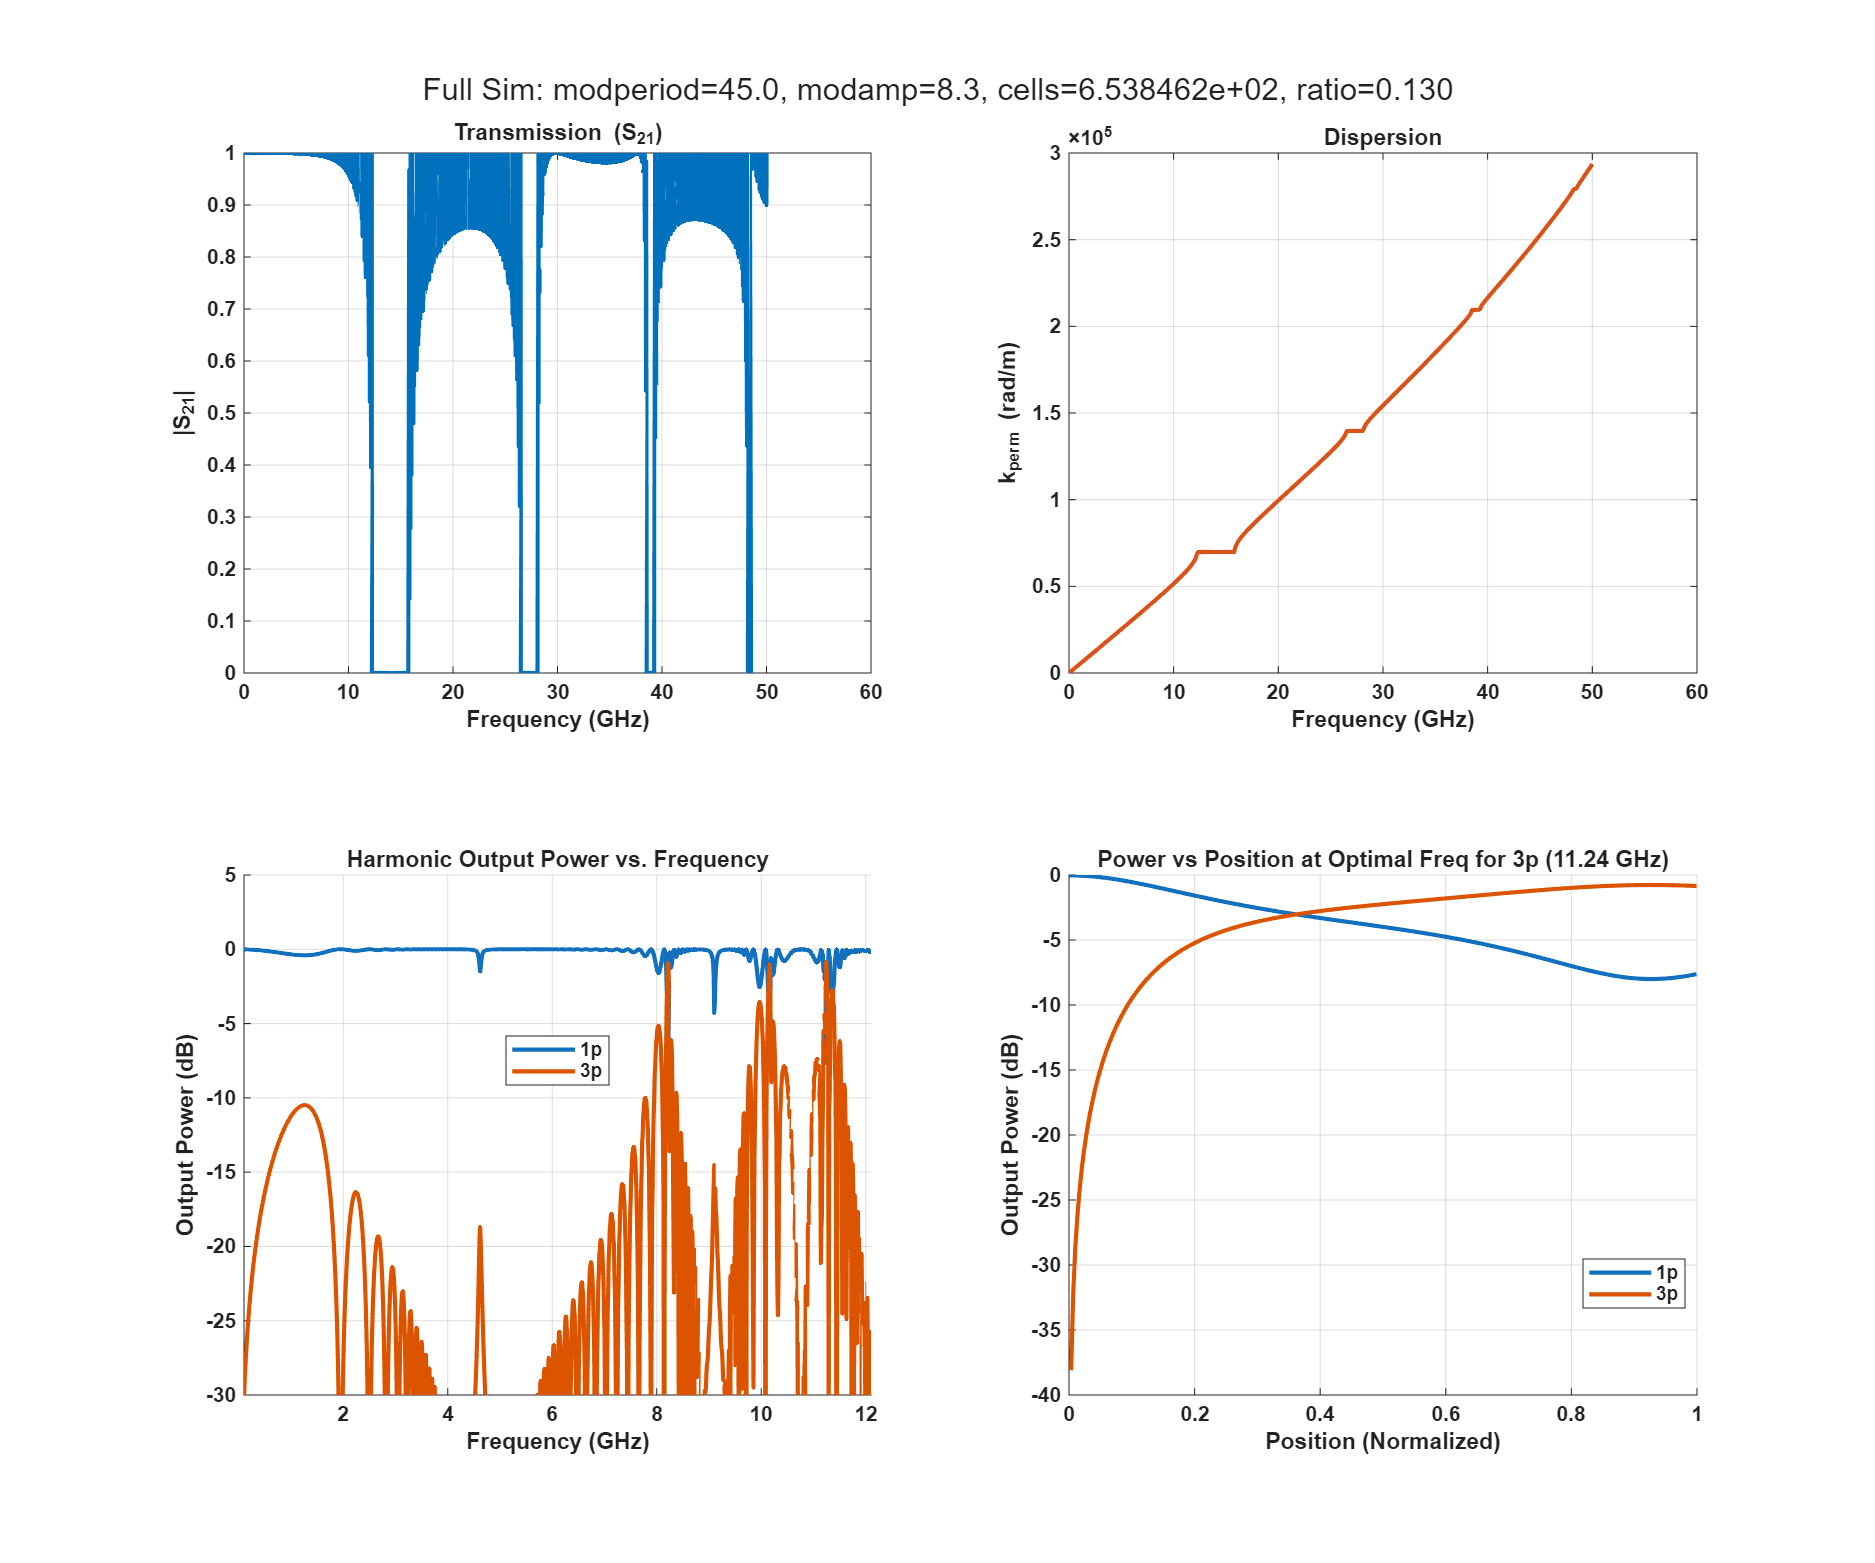 Full Sim: modperiod=45.0, modamp=8.3, cells=6.538462e+02, ratio=0.130
Transmission (S21)
1
0.9
0.8
0.7
0.6
0.5
0.4
0.3
0.2
0.1
0
|S21|
0 10 20 30 40 50 60
Frequency (GHz)
×10^5
Dispersion
3
2.5
2
1.5
1
0.5
0
kperm (rad/m)
0 10 20 30 40 50 60
Frequency (GHz)
Harmonic Output Power vs. Frequency
5
0
-5
-10
-15
-20
-25
-30
Output Power (dB)
1p
3p
2 4 6 8 10 12
Frequency (GHz)
Power vs Position at Optimal Freq for 3p (11.24 GHz)
0
-5
-10
-15
-20
-25
-30
-35
-40
Output Power (dB)
1p
3p
0 0.2 0.4 0.6 0.8 1
Position (Normalized)